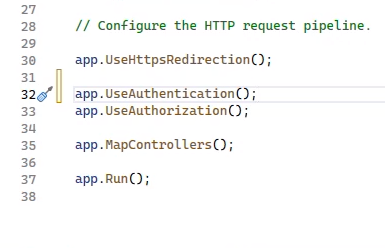 27
28 // Configure the HTTP request pipeline.
29
30 app.UseHttpsRedirection();
31
32 app.UseAuthentication();
33 app.UseAuthorization();
34
35 app.MapControllers();
36
37 app.Run();
38